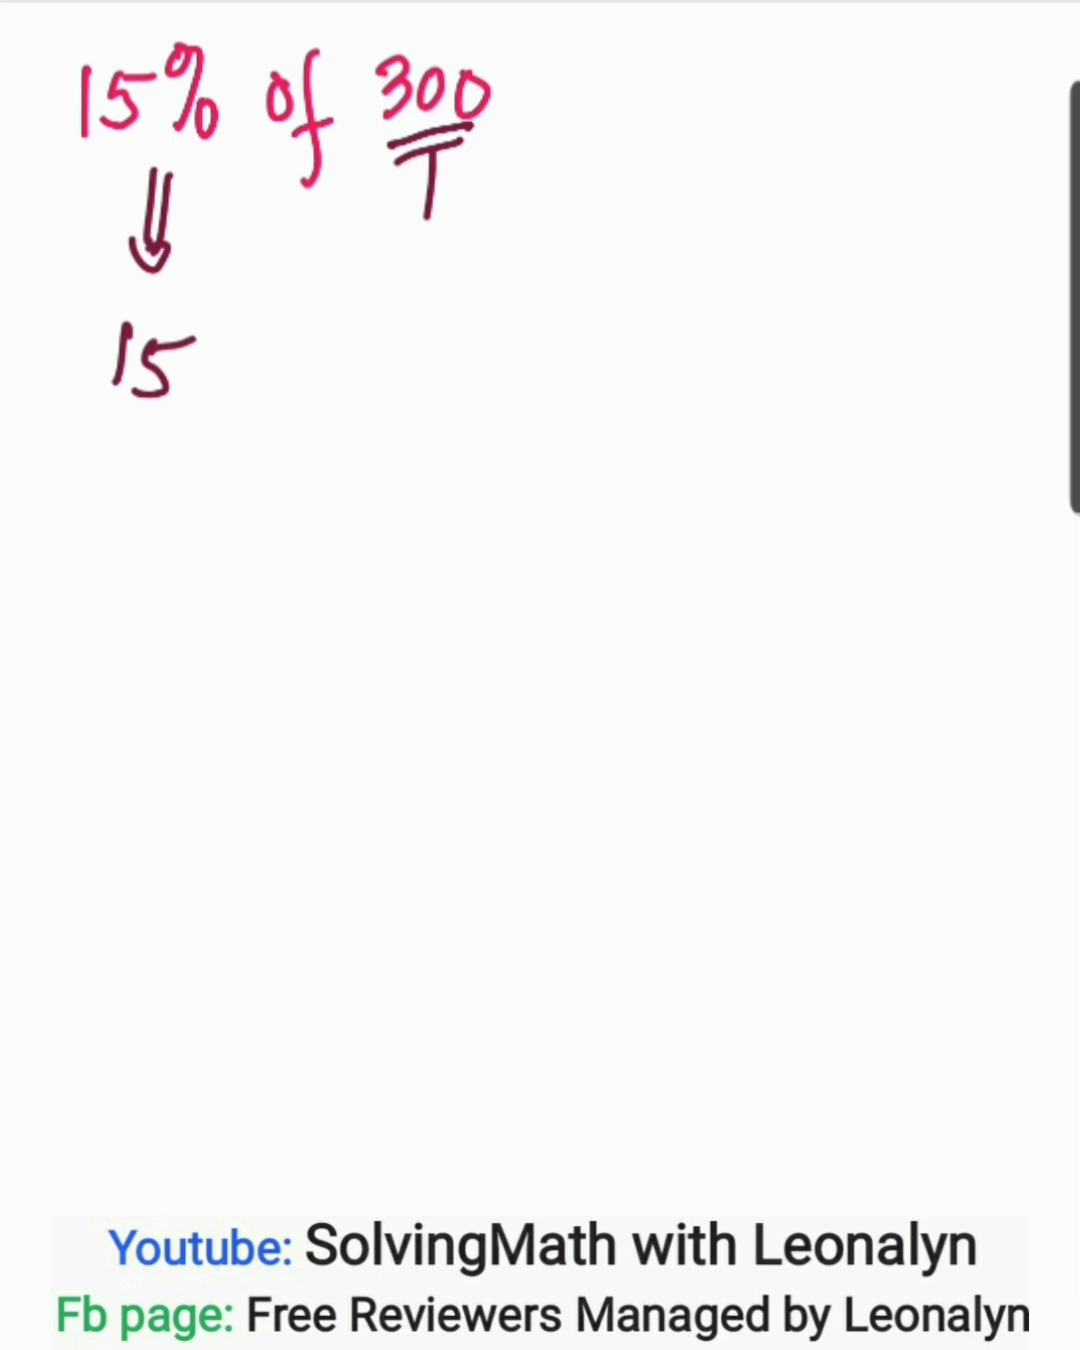 15% of 300
T
15
Youtube: SolvingMath with Leonalyn
Fb page: Free Reviewers Managed by Leonalyn